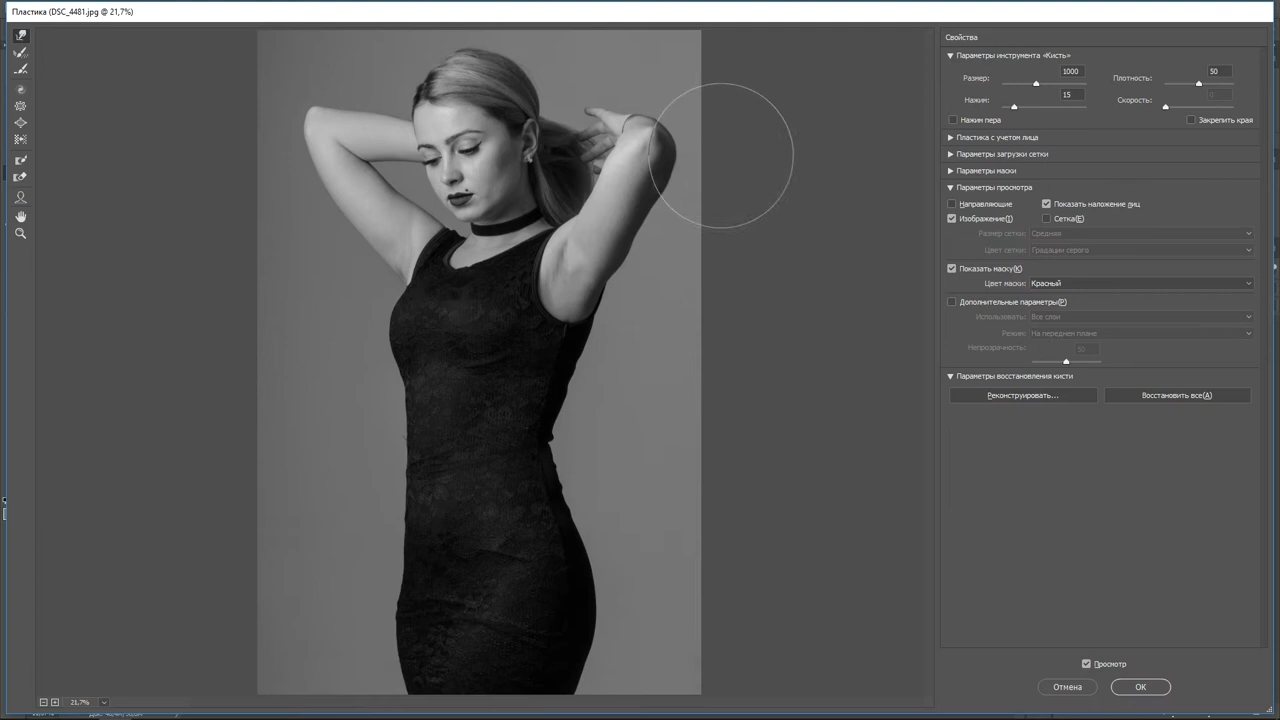 Пластика (DSC_4481.jpg @ 21,7%)
Свойства
Параметры инструмента «Кисть»
Размер: 1000 Плотность: 50
Нажим: 15 Скорость: 0
Нажим пера Закрепить края
Пластика с учетом лица
Параметры загрузки сетки
Параметры маски
Параметры просмотра
Направляющие Показать наложение лиц
Изображение(I) Сетка(E)
Размер сетки: Средняя
Цвет сетки: Градации серого
Показать маску(K)
Цвет маски: Красный
Дополнительные параметры(P)
Использовать: Все слои
Режим: На переднем плане
Непрозрачность: 50
Параметры восстановления кисти
Реконструировать... Восстановить все(A)
Просмотр
Отмена OK
21,7%